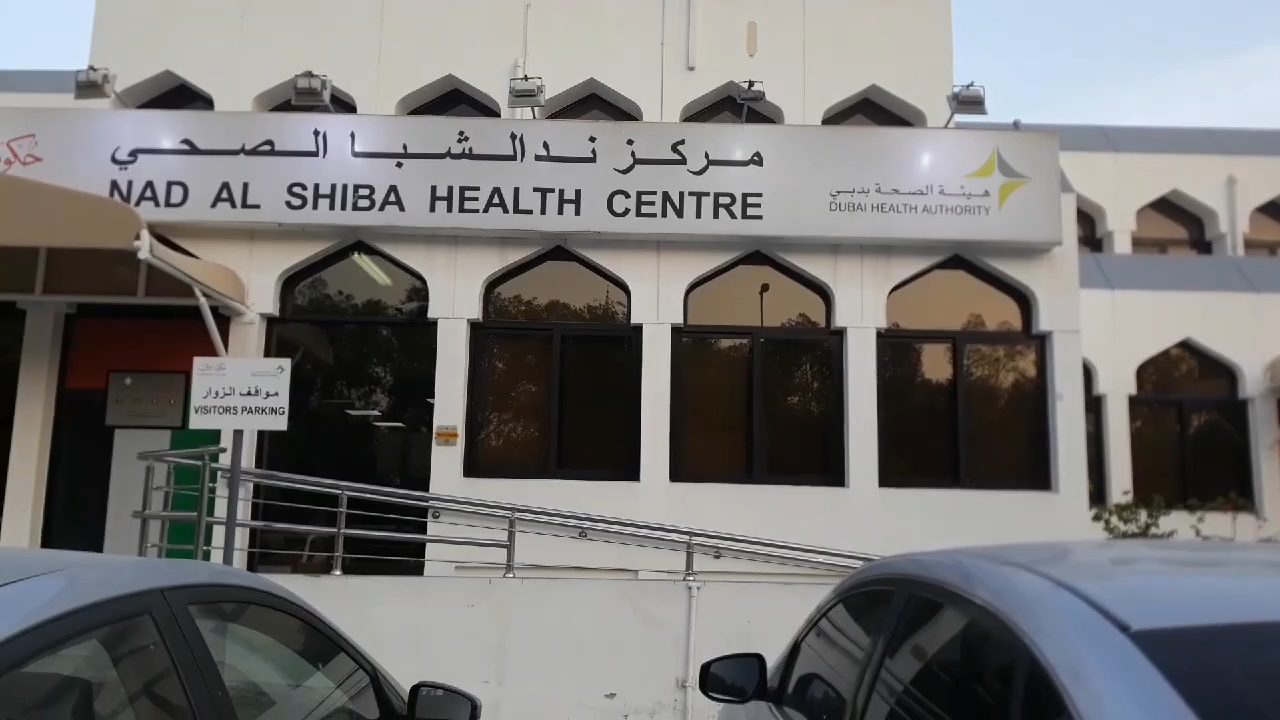 مركز ند الشبا الصحي
NAD AL SHIBA HEALTH CENTRE
هيئة الصحة بدبي
DUBAI HEALTH AUTHORITY
مواقف الزوار
VISITORS PARKING